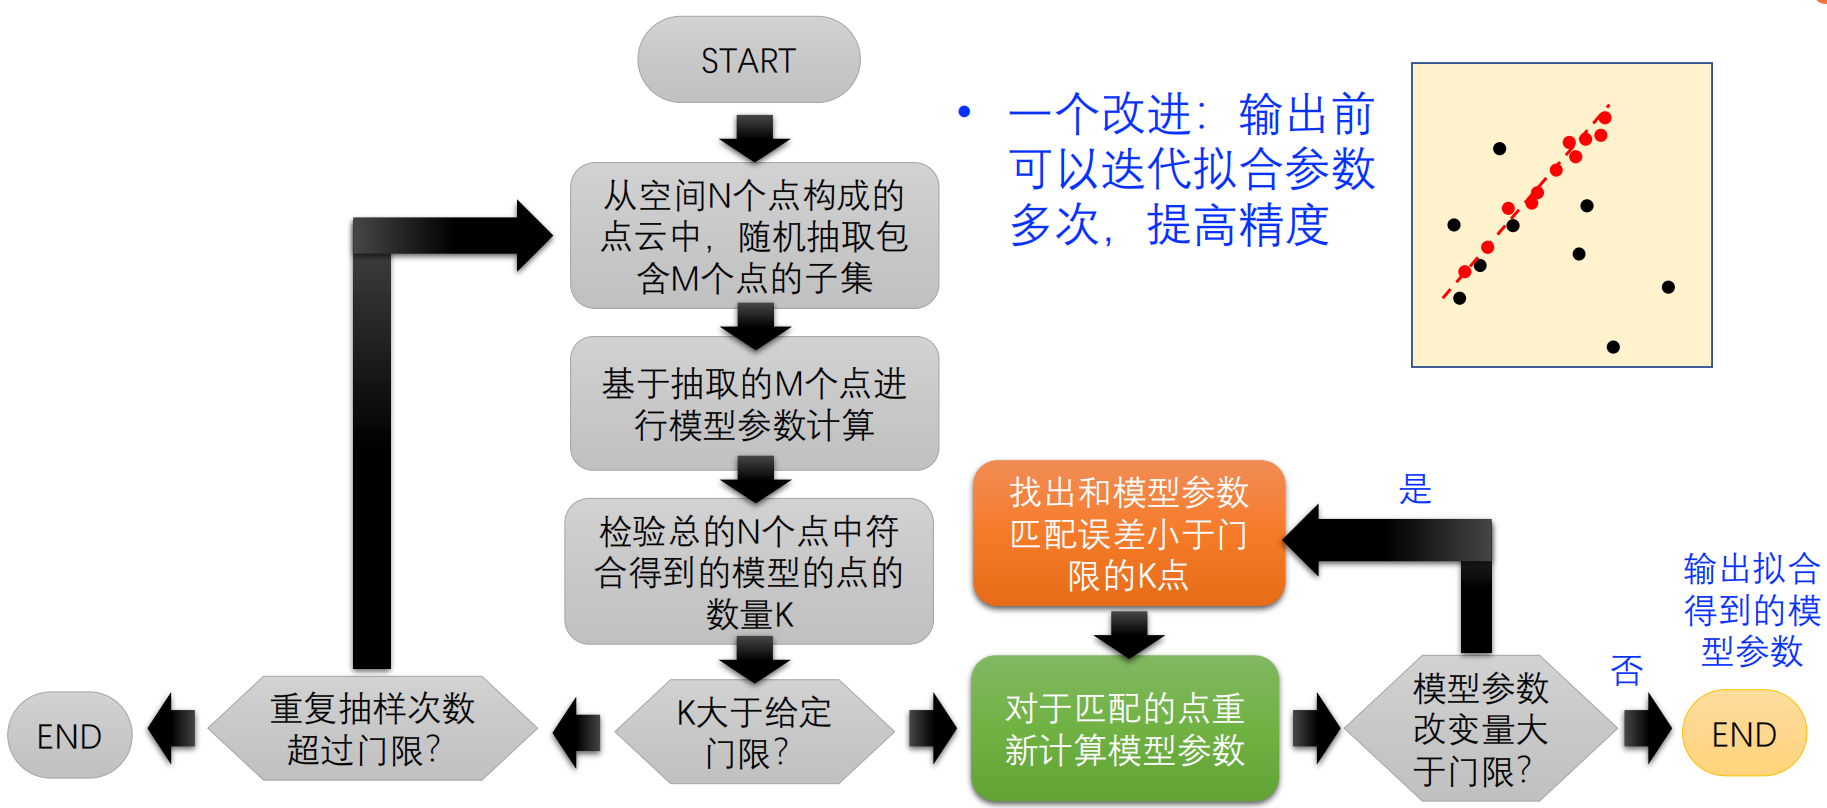 START
从空间N个点构成的
点云中，随机抽取包
含M个点的子集
基于抽取的M个点进
行模型参数计算
检验总的N个点中符
合得到的模型的点的
数量K
K大于给定
门限？
重复抽样次数
超过门限？
END
• 一个改进：输出前
可以迭代拟合参数
多次，提高精度
找出和模型参数
匹配误差小于门
限的K点
对于匹配的点重
新计算模型参数
模型参数
改变量大
于门限？
是
否
输出拟合
得到的模
型参数
END